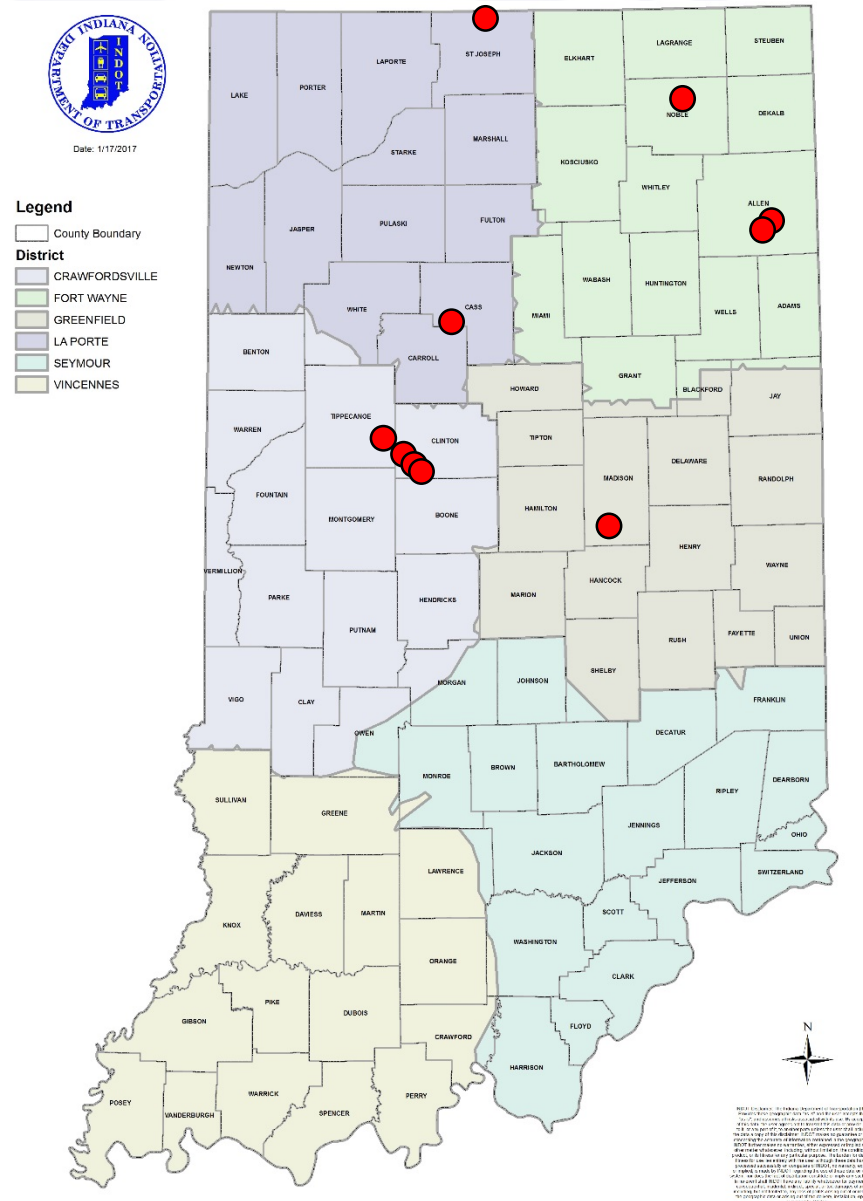 INDIANA
DEPARTMENT OF TRANSPORTATION
INDOT
Date: 1/17/2017
Legend
County Boundary
District
CRAWFORDSVILLE
FORT WAYNE
GREENFIELD
LA PORTE
SEYMOUR
VINCENNES
LAKE
PORTER
LAPORTE
ST JOSEPH
ELKHART
LAGRANGE
STEUBEN
NOBLE
DEKALB
MARSHALL
STARKE
KOSCIUSKO
WHITLEY
ALLEN
NEWTON
JASPER
PULASKI
FULTON
WHITE
CASS
MIAMI
WABASH
HUNTINGTON
WELLS
ADAMS
BENTON
CARROLL
HOWARD
GRANT
BLACKFORD
JAY
WARREN
TIPPECANOE
CLINTON
TIPTON
MADISON
DELAWARE
RANDOLPH
FOUNTAIN
MONTGOMERY
BOONE
HAMILTON
HENRY
WAYNE
VERMILLION
PARKE
PUTNAM
HENDRICKS
MARION
HANCOCK
RUSH
FAYETTE
UNION
SHELBY
VIGO
CLAY
OWEN
MORGAN
JOHNSON
FRANKLIN
DECATUR
SULLIVAN
GREENE
MONROE
BROWN
BARTHOLOMEW
RIPLEY
DEARBORN
JENNINGS
OHIO
KNOX
DAVIESS
MARTIN
LAWRENCE
JACKSON
JEFFERSON
SWITZERLAND
SCOTT
WASHINGTON
ORANGE
CLARK
GIBSON
PIKE
DUBOIS
CRAWFORD
FLOYD
HARRISON
POSEY
VANDERBURGH
WARRICK
SPENCER
PERRY
N